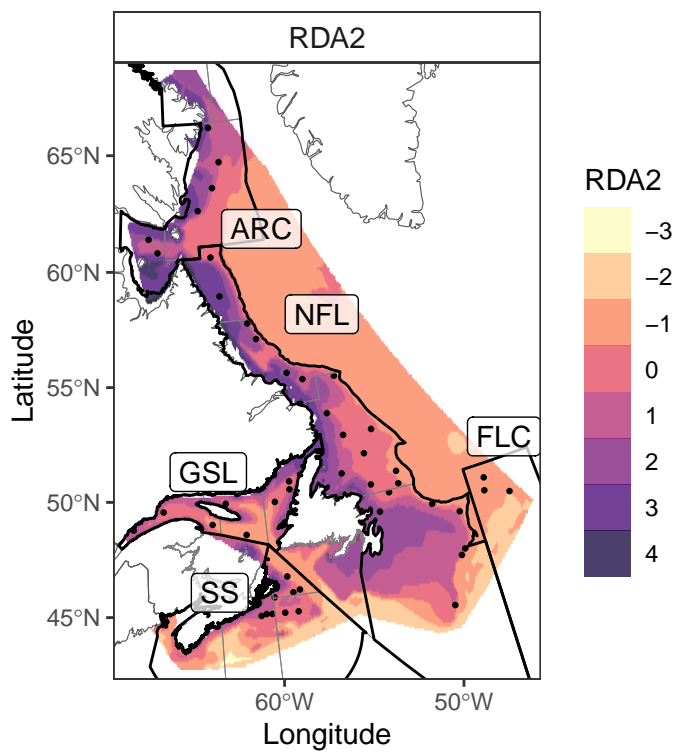 RDA2
65°N
60°N
55°N
50°N
45°N
Latitude
ARC
NFL
FLC
GSL
SS
60°W
50°W
Longitude
RDA2
−3
−2
−1
0
1
2
3
4